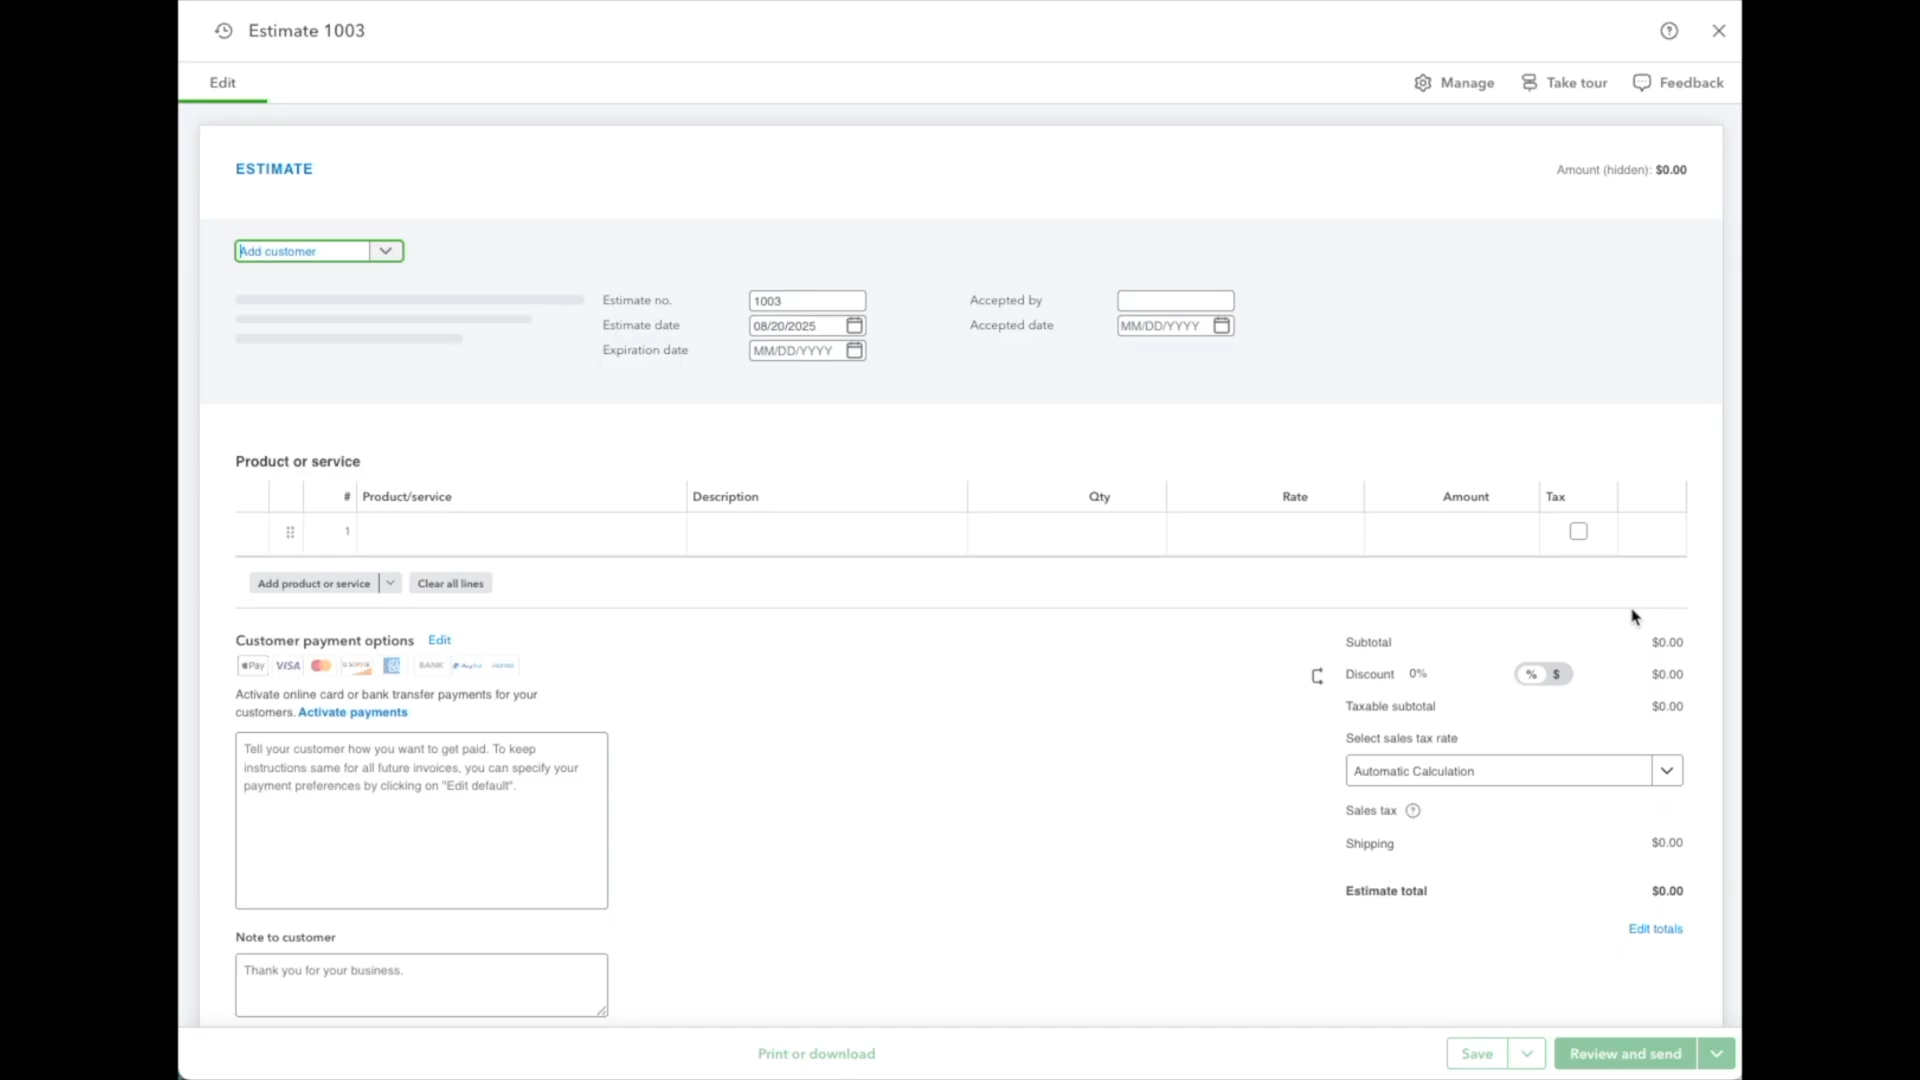 Estimate 1003
Edit
Manage
Take tour
Feedback
ESTIMATE
Amount (hidden): $0.00
Add customer
Estimate no.
1003
Accepted by
Estimate date
08/20/2025
Accepted date
MM/DD/YYYY
Expiration date
MM/DD/YYYY
Product or service
# Product/service Description Qty Rate Amount Tax
1
Add product or service
Clear all lines
Customer payment options Edit
Pay VISA BANK PayPal
Activate online card or bank transfer payments for your
customers. Activate payments
Tell your customer how you want to get paid. To keep
instructions same for all future invoices, you can specify your
payment preferences by clicking on "Edit default".
Note to customer
Thank you for your business.
Subtotal $0.00
Discount 0% % $ $0.00
Taxable subtotal $0.00
Select sales tax rate
Automatic Calculation
Sales tax
Shipping $0.00
Estimate total $0.00
Edit totals
Print or download
Save
Review and send